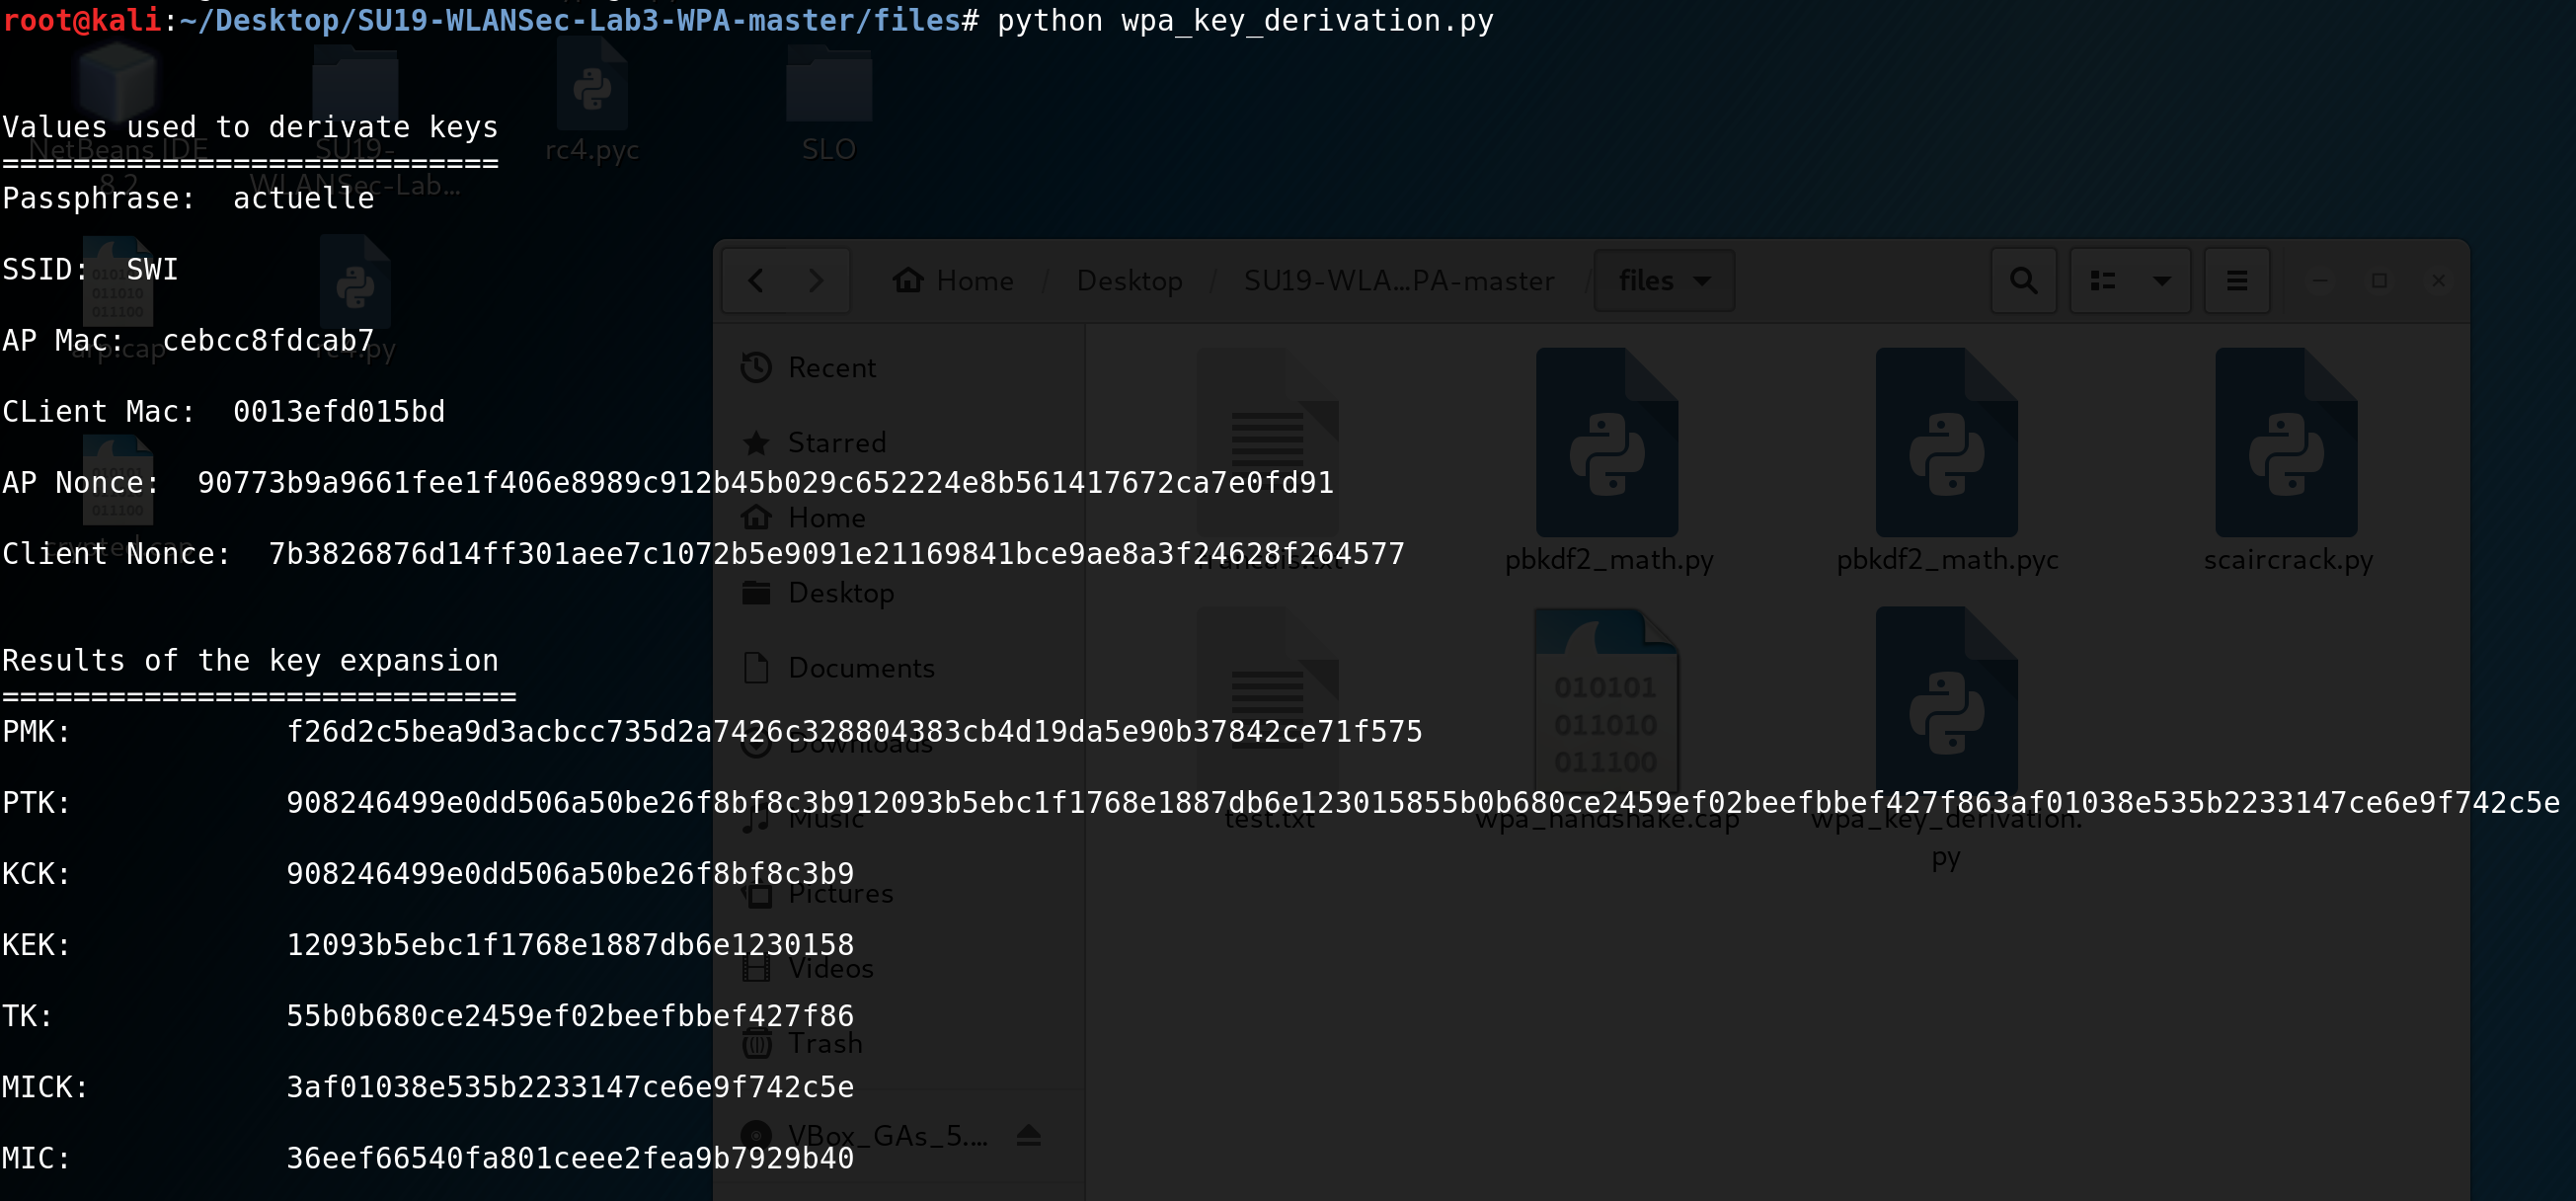 root@kali:~/Desktop/SU19-WLANSec-Lab3-WPA-master/files# python wpa_key_derivation.py
Values used to derivate keys
============================
Passphrase:  actuelle
SSID:  SWI
AP Mac:  cebcc8fdcab7
CLient Mac:  0013efd015bd
AP Nonce:  90773b9a9661fee1f406e8989c912b45b029c652224e8b561417672ca7e0fd91
Client Nonce:  7b3826876d14ff301aee7c1072b5e9091e21169841bce9ae8a3f24628f264577
Results of the key expansion
=============================
PMK:            f26d2c5bea9d3acbcc735d2a7426c328804383cb4d19da5e90b37842ce71f575
PTK:            908246499e0dd506a50be26f8bf8c3b912093b5ebc1f1768e1887db6e123015855b0b680ce2459ef02beefbbef427f863af01038e535b2233147ce6e9f742c5e
KCK:            908246499e0dd506a50be26f8bf8c3b9
KEK:            12093b5ebc1f1768e1887db6e1230158
TK:             55b0b680ce2459ef02beefbbef427f86
MICK:           3af01038e535b2233147ce6e9f742c5e
MIC:            36eef66540fa801ceee2fea9b7929b40
NetBeans IDE
8.2
SU19-
WLANSec-Lab...
rc4.pyc
SLO
arp.cap
rc4.py
crypted.cap
Home / Desktop / SU19-WLA...PA-master / files
Recent
Starred
Home
Desktop
Documents
Downloads
Music
Pictures
Videos
Trash
VBox_GAs_5....
pbkdf2_math.py
pbkdf2_math.pyc
scaircrack.py
test.txt
wpa_handshake.cap
wpa_key_derivation.
py
010101
011010
011100